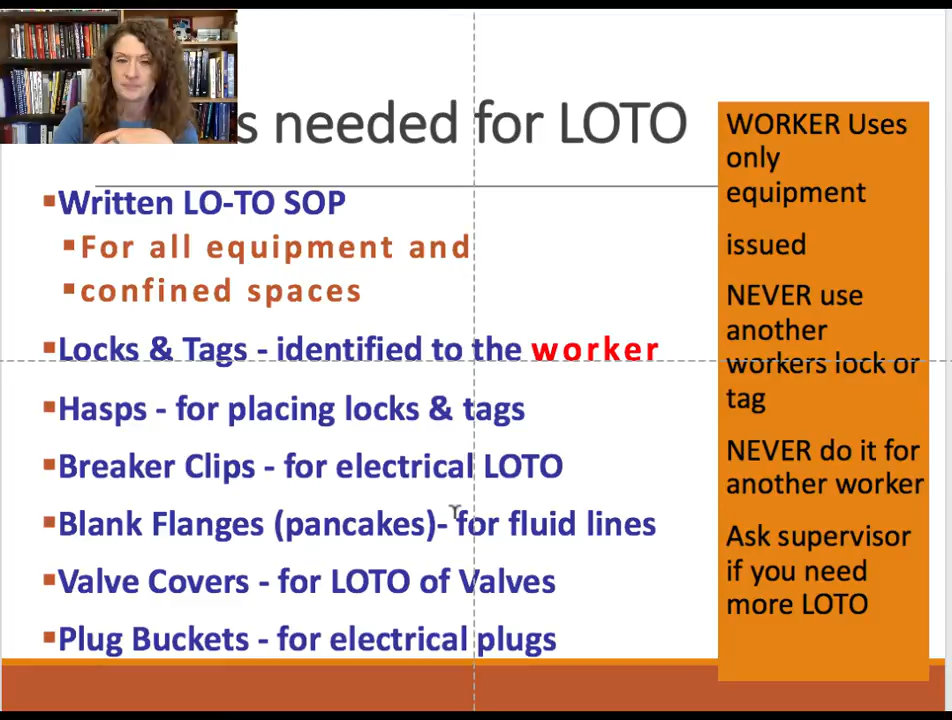 s needed for LOTO
Written LO-TO SOP
For all equipment and
confined spaces
Locks & Tags - identified to the worker
Hasps - for placing locks & tags
Breaker Clips - for electrical LOTO
Blank Flanges (pancakes)- for fluid lines
Valve Covers - for LOTO of Valves
Plug Buckets - for electrical plugs
WORKER Uses
only
equipment
issued
NEVER use
another
workers lock or
tag
NEVER do it for
another worker
Ask supervisor
if you need
more LOTO